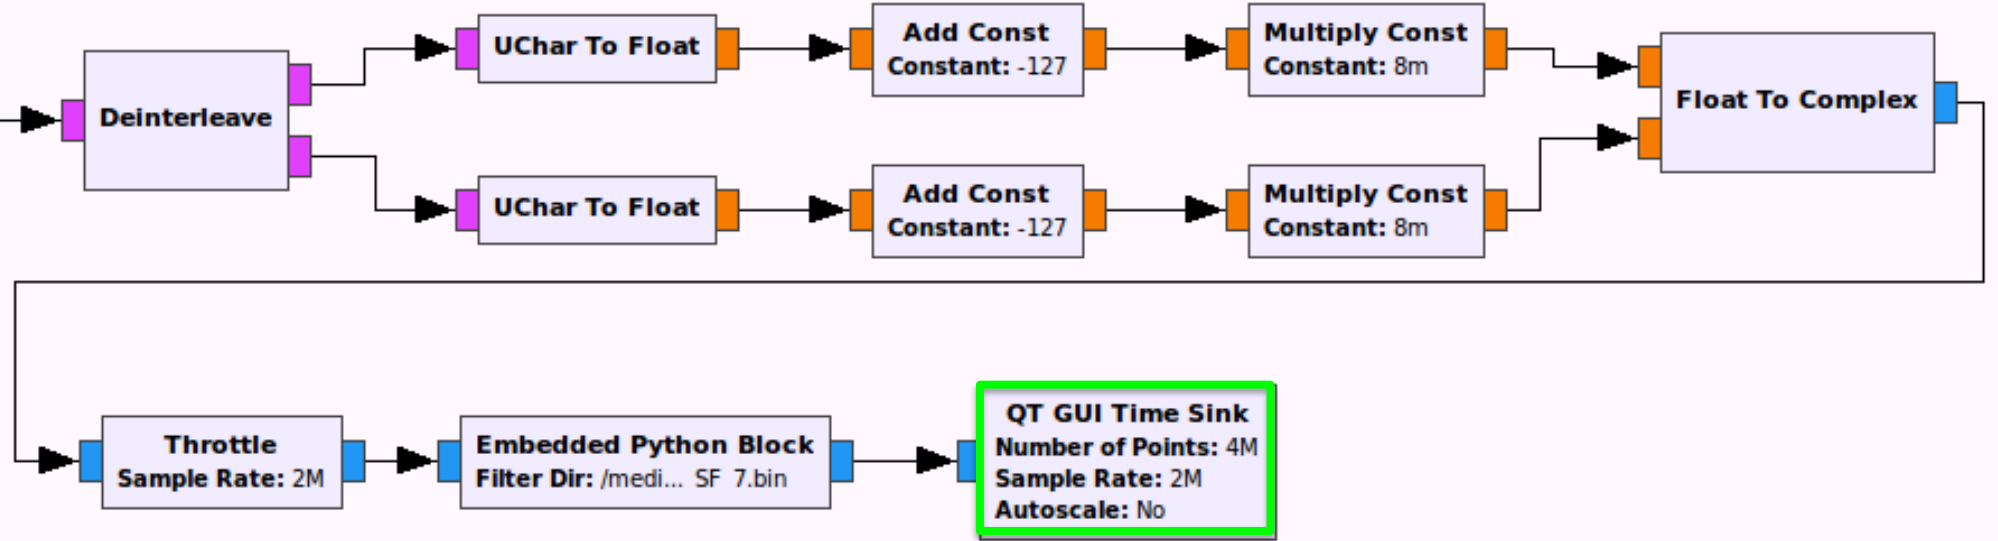 Deinterleave
UChar To Float
Add Const
Constant: -127
Multiply Const
Constant: 8m
Float To Complex
UChar To Float
Add Const
Constant: -127
Multiply Const
Constant: 8m
Throttle
Sample Rate: 2M
Embedded Python Block
Filter Dir: /medi... SF 7.bin
QT GUI Time Sink
Number of Points: 4M
Sample Rate: 2M
Autoscale: No